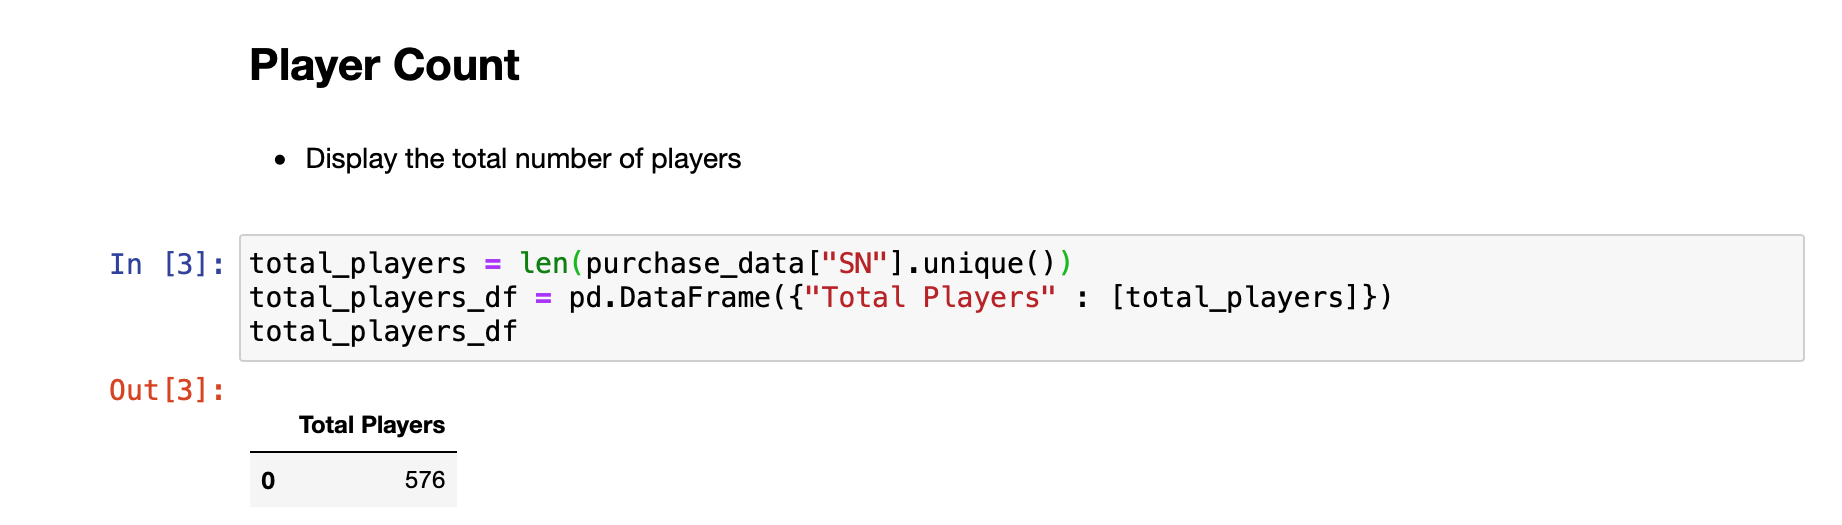 Player Count
• Display the total number of players
In [3]: total_players = len(purchase_data["SN"].unique())
total_players_df = pd.DataFrame({"Total Players" : [total_players]})
total_players_df
Out[3]:
Total Players
0 576